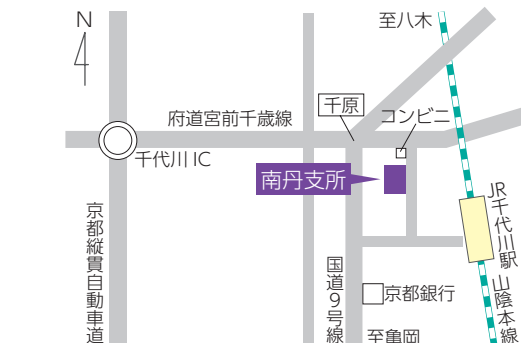 N
至八木
千原
コンビニ
府道宮前千歳線
千代川IC
南丹支所
JR千代川駅
山陰本線
京都縦貫自動車道
国道9号線
京都銀行
至亀岡